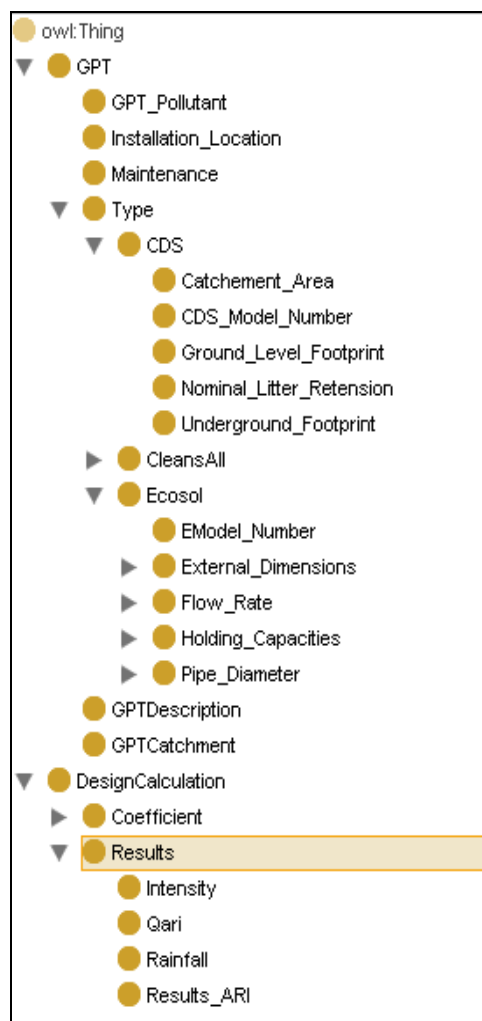 owl:Thing
GPT
GPT_Pollutant
Installation_Location
Maintenance
Type
CDS
Catchement_Area
CDS_Model_Number
Ground_Level_Footprint
Nominal_Litter_Retension
Underground_Footprint
CleansAll
Ecosol
EModel_Number
External_Dimensions
Flow_Rate
Holding_Capacities
Pipe_Diameter
GPTDescription
GPTCatchment
DesignCalculation
Coefficient
Results
Intensity
Qari
Rainfall
Results_ARI